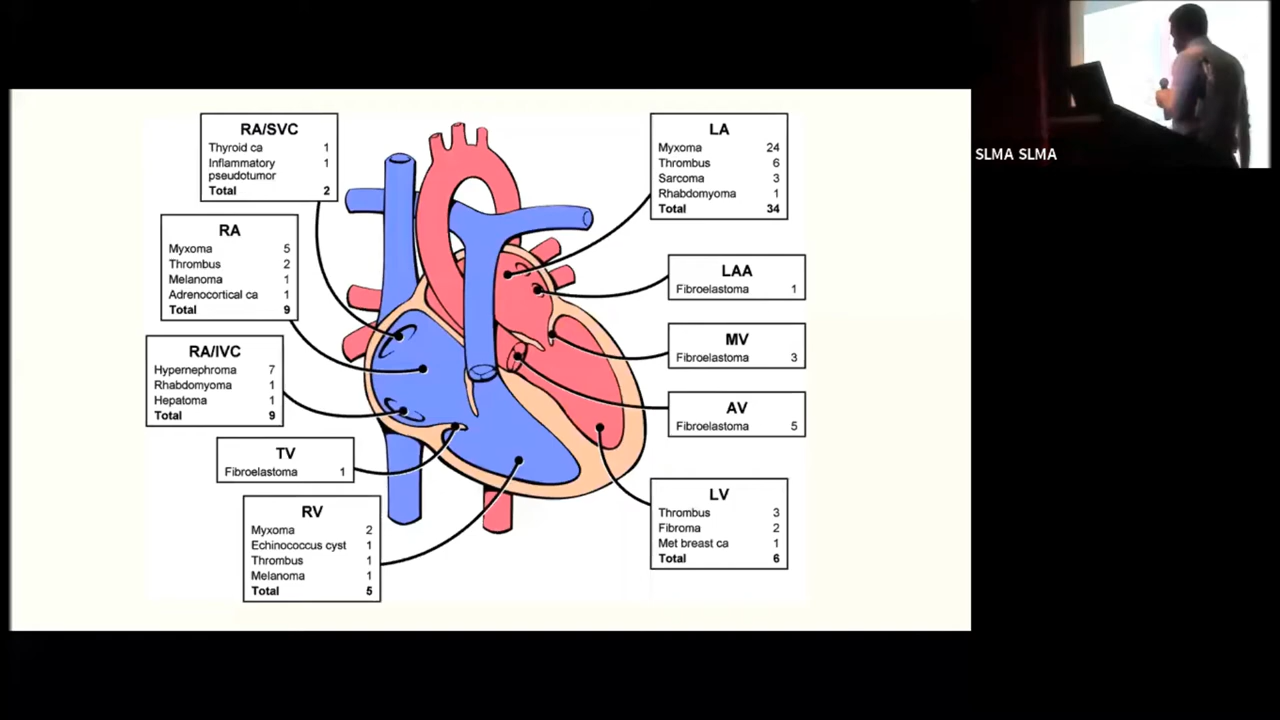 RA/SVC
Thyroid ca 1
Inflammatory 1
pseudotumor
Total 2
RA
Myxoma 5
Thrombus 2
Melanoma 1
Adrenocortical ca 1
Total 9
RA/IVC
Hypernephroma 7
Rhabdomyoma 1
Hepatoma 1
Total 9
TV
Fibroelastoma 1
RV
Myxoma 2
Echinococcus cyst 1
Thrombus 1
Melanoma 1
Total 5
LA
Myxoma 24
Thrombus 6
Sarcoma 3
Rhabdomyoma 1
Total 34
LAA
Fibroelastoma 1
MV
Fibroelastoma 3
AV
Fibroelastoma 5
LV
Thrombus 3
Fibroma 2
Met breast ca 1
Total 6
SLMA SLMA